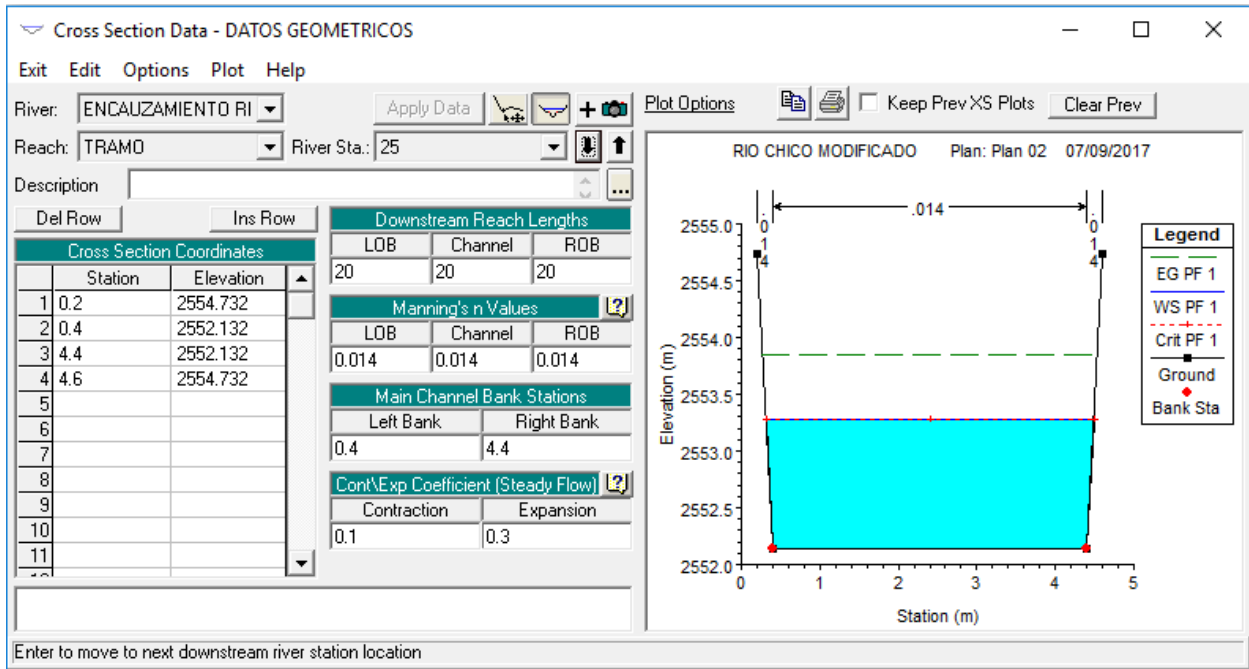 Cross Section Data - DATOS GEOMETRICOS
Exit Edit Options Plot Help
River: ENCAUZAMIENTO RI
Apply Data
Plot Options
Keep Prev XS Plots
Clear Prev
Reach: TRAMO
River Sta.: 25
Description
...
Del Row
Ins Row
Cross Section Coordinates
Station Elevation
1 0.2 2554.732
2 0.4 2552.132
3 4.4 2552.132
4 4.6 2554.732
5
6
7
8
9
10
11
Downstream Reach Lengths
LOB Channel ROB
20 20 20
Manning's n Values
LOB Channel ROB
0.014 0.014 0.014
Main Channel Bank Stations
Left Bank Right Bank
0.4 4.4
Cont\Exp Coefficient (Steady Flow)
Contraction Expansion
0.1 0.3
RIO CHICO MODIFICADO Plan: Plan 02 07/09/2017
.014
.014
.014
2555.0
2554.5
2554.0
2553.5
2553.0
2552.5
2552.0
Elevation (m)
0 1 2 3 4 5
Station (m)
Legend
EG PF 1
WS PF 1
Crit PF 1
Ground
Bank Sta
Enter to move to next downstream river station location